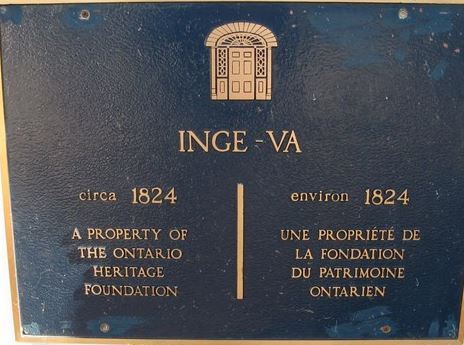 INGE-VA
circa 1824
A PROPERTY OF
THE ONTARIO
HERITAGE
FOUNDATION
environ 1824
UNE PROPRIÉTÉ DE
LA FONDATION
DU PATRIMOINE
ONTARIEN